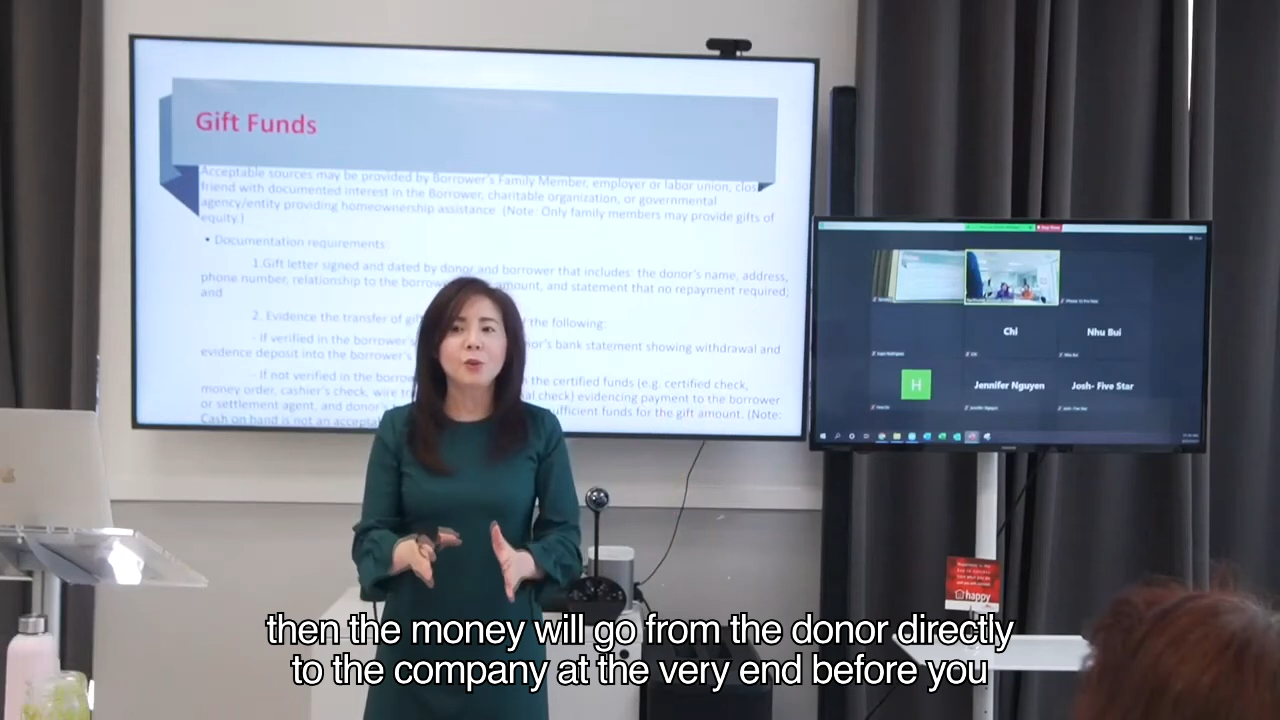 Gift Funds
Acceptable sources may be provided by Borrower's Family Member, employer or labor union, clos
friend with documented interest in the Borrower, charitable organization, or governmental
agency/entity providing homeownership assistance. (Note: Only family members may provide gifts of
equity.)
• Documentation requirements:
1.Gift letter signed and dated by donor and borrower that includes: the donor's name, address,
phone number, relationship to the borrow amount, and statement that no repayment required;
and
2. Evidence the transfer of gif f the following:
- If verified in the borrower's nor's bank statement showing withdrawal and
evidence deposit into the borrower's
- If not verified in the borrow the certified funds (e.g. certified check,
money order, cashier's check, wire tr al check) evidencing payment to the borrower
or settlement agent, and donor's ufficient funds for the gift amount. (Note:
Cash on hand is not an accepta
Chi
Nhu Bui
H
Jennifer Nguyen
Josh- Five Star
happy
then the money will go from the donor directly
to the company at the very end before you